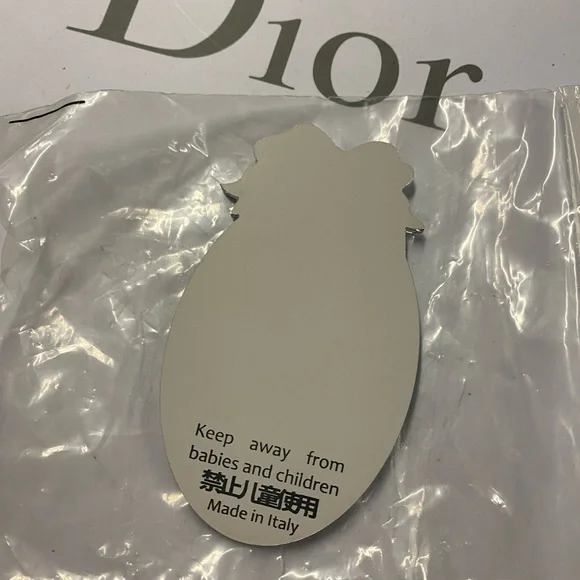 Dior
Keep away from
babies and children
禁止儿童使用
Made in Italy